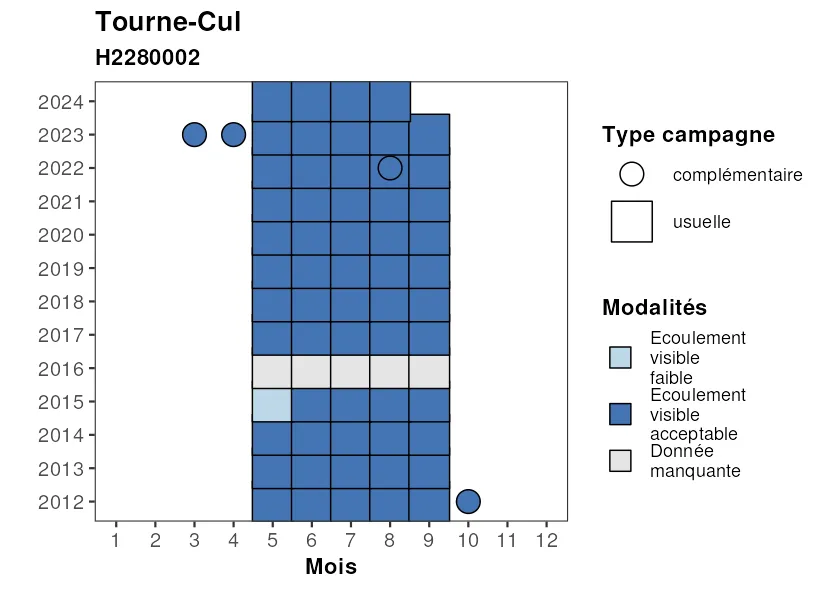 Tourne-Cul
H2280002
2024
2023
2022
2021
2020
2019
2018
2017
2016
2015
2014
2013
2012
1 2 3 4 5 6 7 8 9 10 11 12
Mois
Type campagne
complémentaire
usuelle
Modalités
Ecoulement
visible
faible
Ecoulement
visible
acceptable
Donnée
manquante